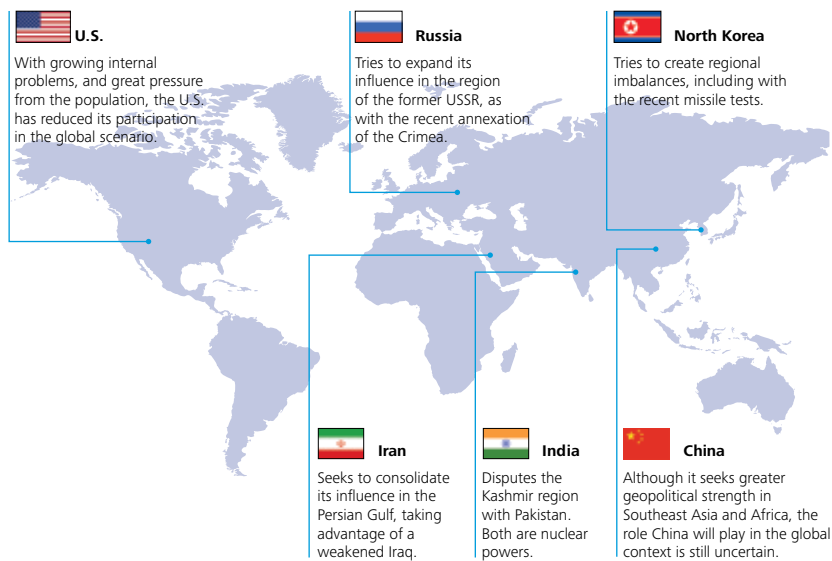 U.S.
With growing internal
problems, and great pressure
from the population, the U.S.
has reduced its participation
in the global scenario.
Russia
Tries to expand its
influence in the region
of the former USSR, as
with the recent annexation
of the Crimea.
North Korea
Tries to create regional
imbalances, including with
the recent missile tests.
Iran
Seeks to consolidate
its influence in the
Persian Gulf, taking
advantage of a
weakened Iraq.
India
Disputes the
Kashmir region
with Pakistan.
Both are nuclear
powers.
China
Although it seeks greater
geopolitical strength in
Southeast Asia and Africa, the
role China will play in the global
context is still uncertain.